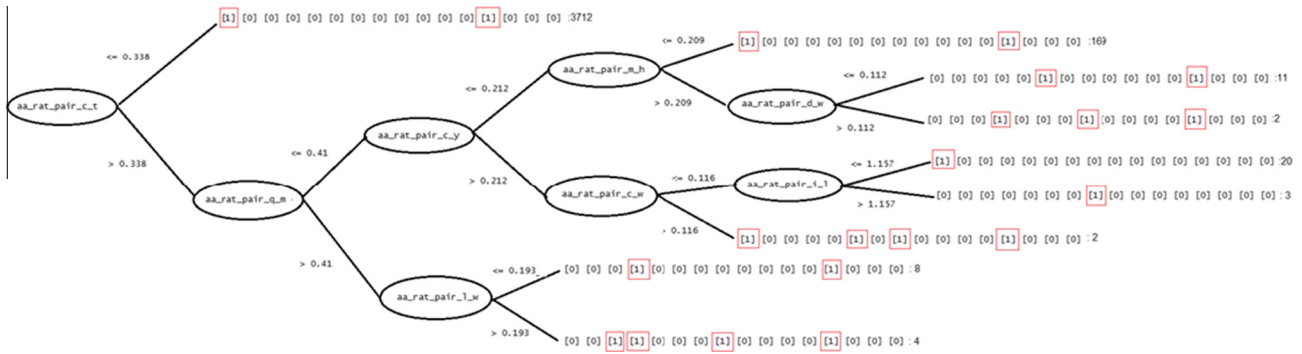 [1] [0] [0] [0] [0] [0] [0] [0] [0] [0] [0] [0] [1] [0] [0] [0] :3712
<= 0.338
aa_rat_pair_c_t
> 0.338
<= 0.41
aa_rat_pair_q_m
> 0.41
<= 0.212
aa_rat_pair_c_y
> 0.212
<= 0.209
aa_rat_pair_m_h
> 0.209
[1] [0] [0] [0] [0] [0] [0] [0] [0] [0] [0] [0] [1] [0] [0] [0] :169
<= 0.112
aa_rat_pair_d_w
> 0.112
[0] [0] [0] [0] [0] [1] [0] [0] [0] [0] [0] [0] [1] [0] [0] [0] :11
[0] [0] [0] [1] [0] [0] [0] [1] [0] [0] [0] [0] [1] [0] [0] [0] :2
<= 0.116
aa_rat_pair_c_w
> 0.116
<= 1.157
aa_rat_pair_i_l
> 1.157
[1] [0] [0] [0] [0] [0] [0] [0] [0] [0] [0] [0] [0] [0] [0] [0] :20
[0] [0] [0] [0] [0] [0] [0] [1] [0] [0] [0] [0] [0] [0] [0] [0] : 3
[1] [0] [0] [0] [0] [1] [0] [1] [0] [0] [0] [0] [1] [0] [0] [0] : 2
<= 0.193
aa_rat_pair_l_w
> 0.193
[0] [0] [0] [1] [0] [0] [0] [0] [0] [0] [0] [0] [1] [0] [0] [0] : 8
[0] [0] [1] [1] [0] [0] [0] [1] [0] [0] [0] [0] [1] [0] [0] [0] : 4